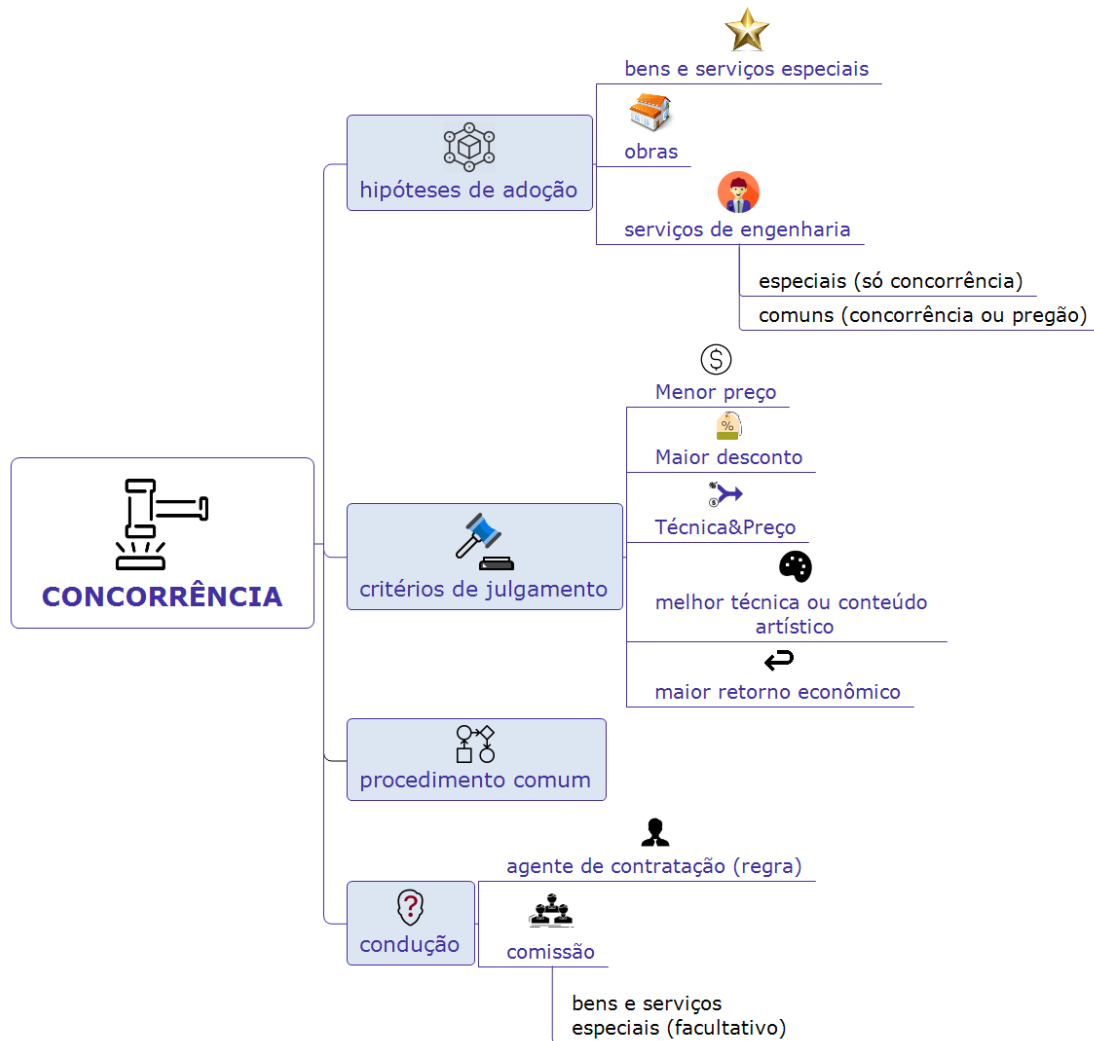 bens e serviços especiais
obras
hipóteses de adoção
serviços de engenharia
especiais (só concorrência)
comuns (concorrência ou pregão)
$
Menor preço
%
Maior desconto
$
Técnica&Preço
CONCORRÊNCIA
critérios de julgamento
melhor técnica ou conteúdo
artístico
maior retorno econômico
procedimento comum
agente de contratação (regra)
?
condução
comissão
bens e serviços
especiais (facultativo)